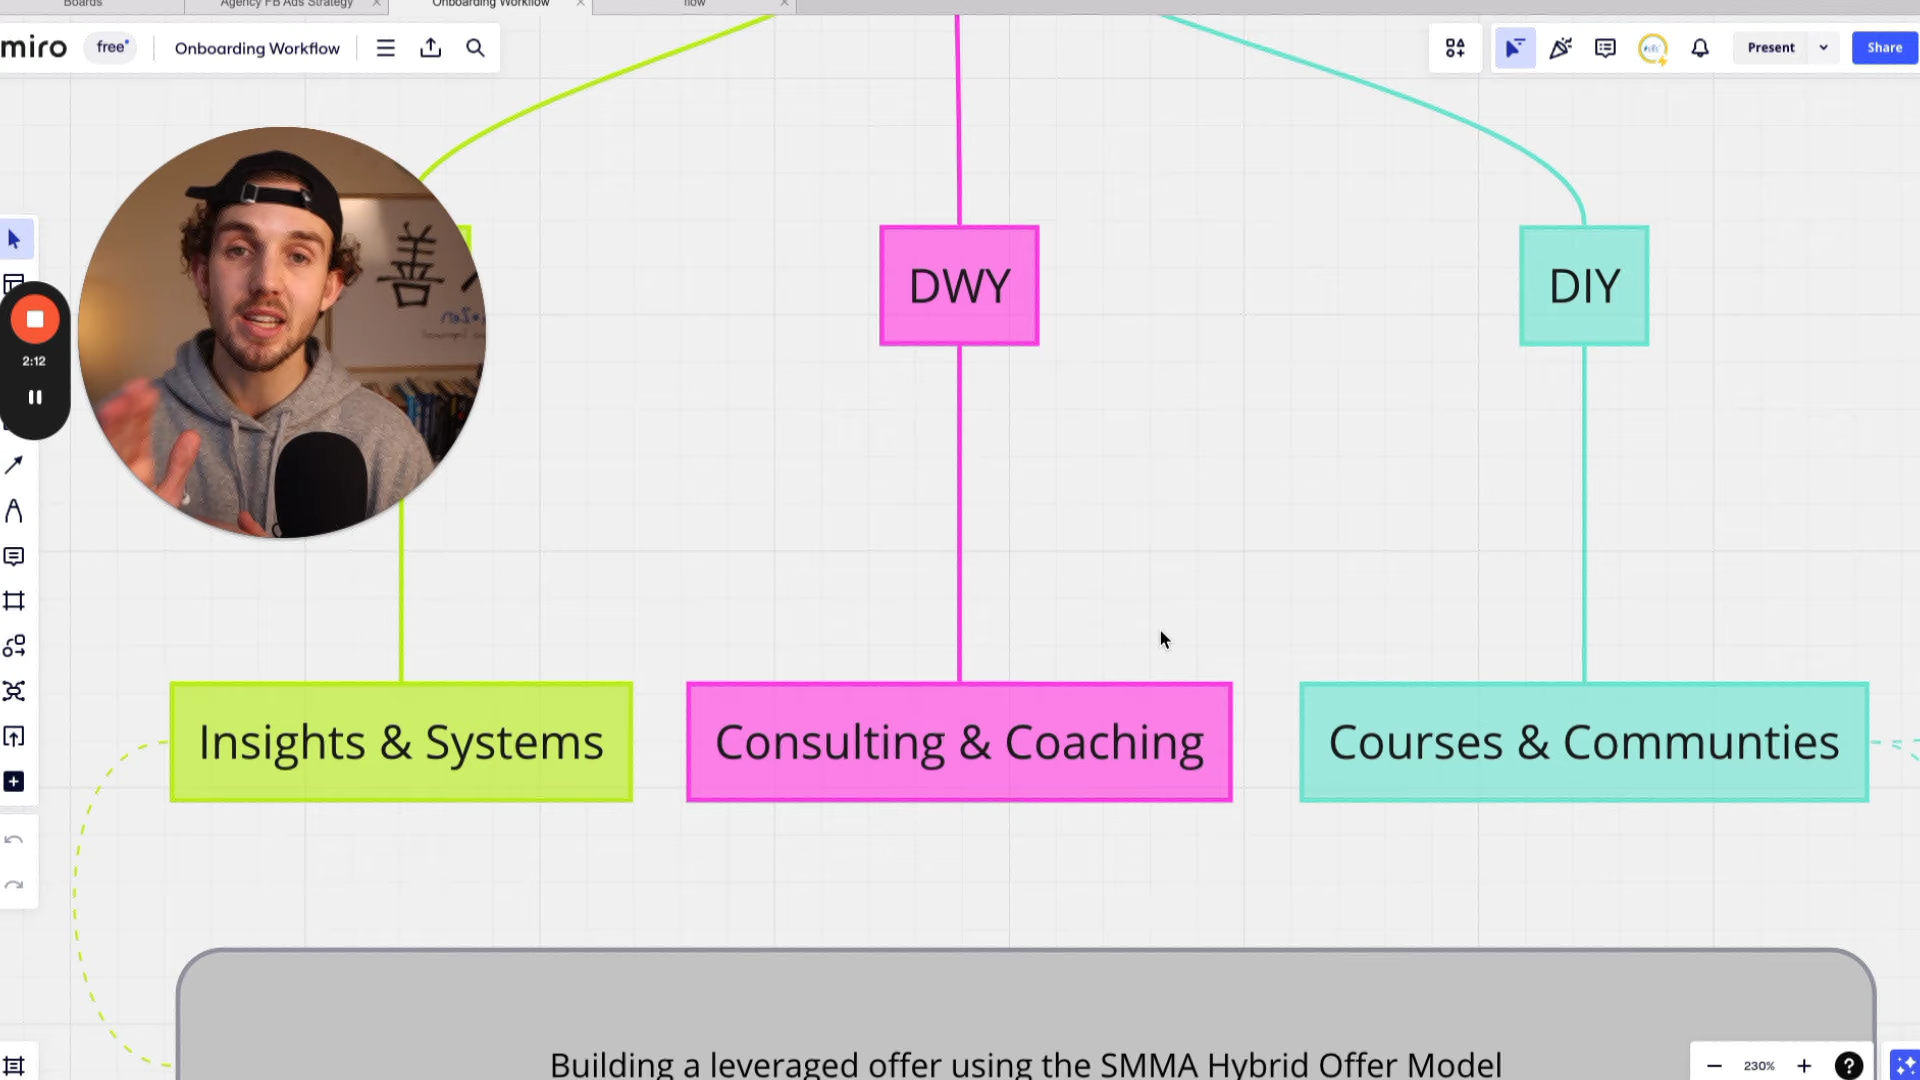 Boards
Agency FB Ads Strategy
Onboarding Workflow
flow
miro
free
Onboarding Workflow
Present
Share
善
2:12
DWY
DIY
Insights & Systems
Consulting & Coaching
Courses & Communties
Building a leveraged offer using the SMMA Hybrid Offer Model
230%